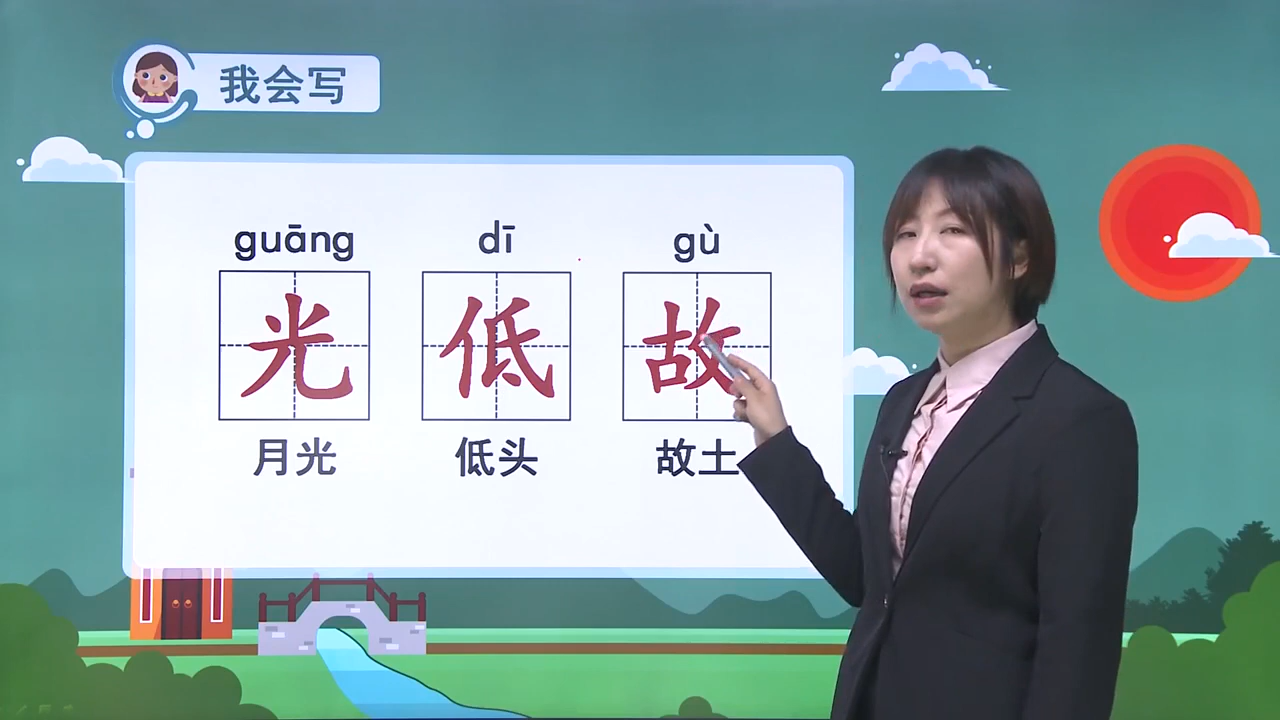 我会写
guāng dī gù
光 低 故
月光 低头 故土